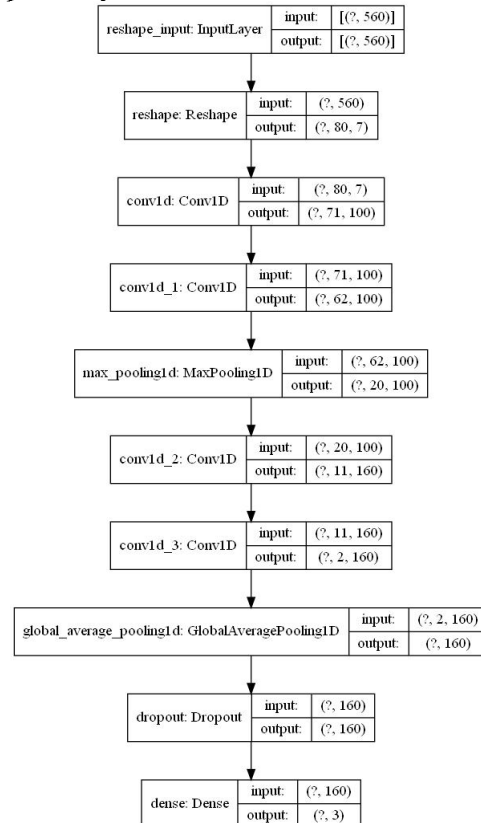 reshape_input: InputLayer input: [(?, 560)]
output: [(?, 560)]
reshape: Reshape input: (?, 560)
output: (?, 80, 7)
conv1d: Conv1D input: (?, 80, 7)
output: (?, 71, 100)
conv1d_1: Conv1D input: (?, 71, 100)
output: (?, 62, 100)
max_pooling1d: MaxPooling1D input: (?, 62, 100)
output: (?, 20, 100)
conv1d_2: Conv1D input: (?, 20, 100)
output: (?, 11, 160)
conv1d_3: Conv1D input: (?, 11, 160)
output: (?, 2, 160)
global_average_pooling1d: GlobalAveragePooling1D input: (?, 2, 160)
output: (?, 160)
dropout: Dropout input: (?, 160)
output: (?, 160)
dense: Dense input: (?, 160)
output: (?, 3)